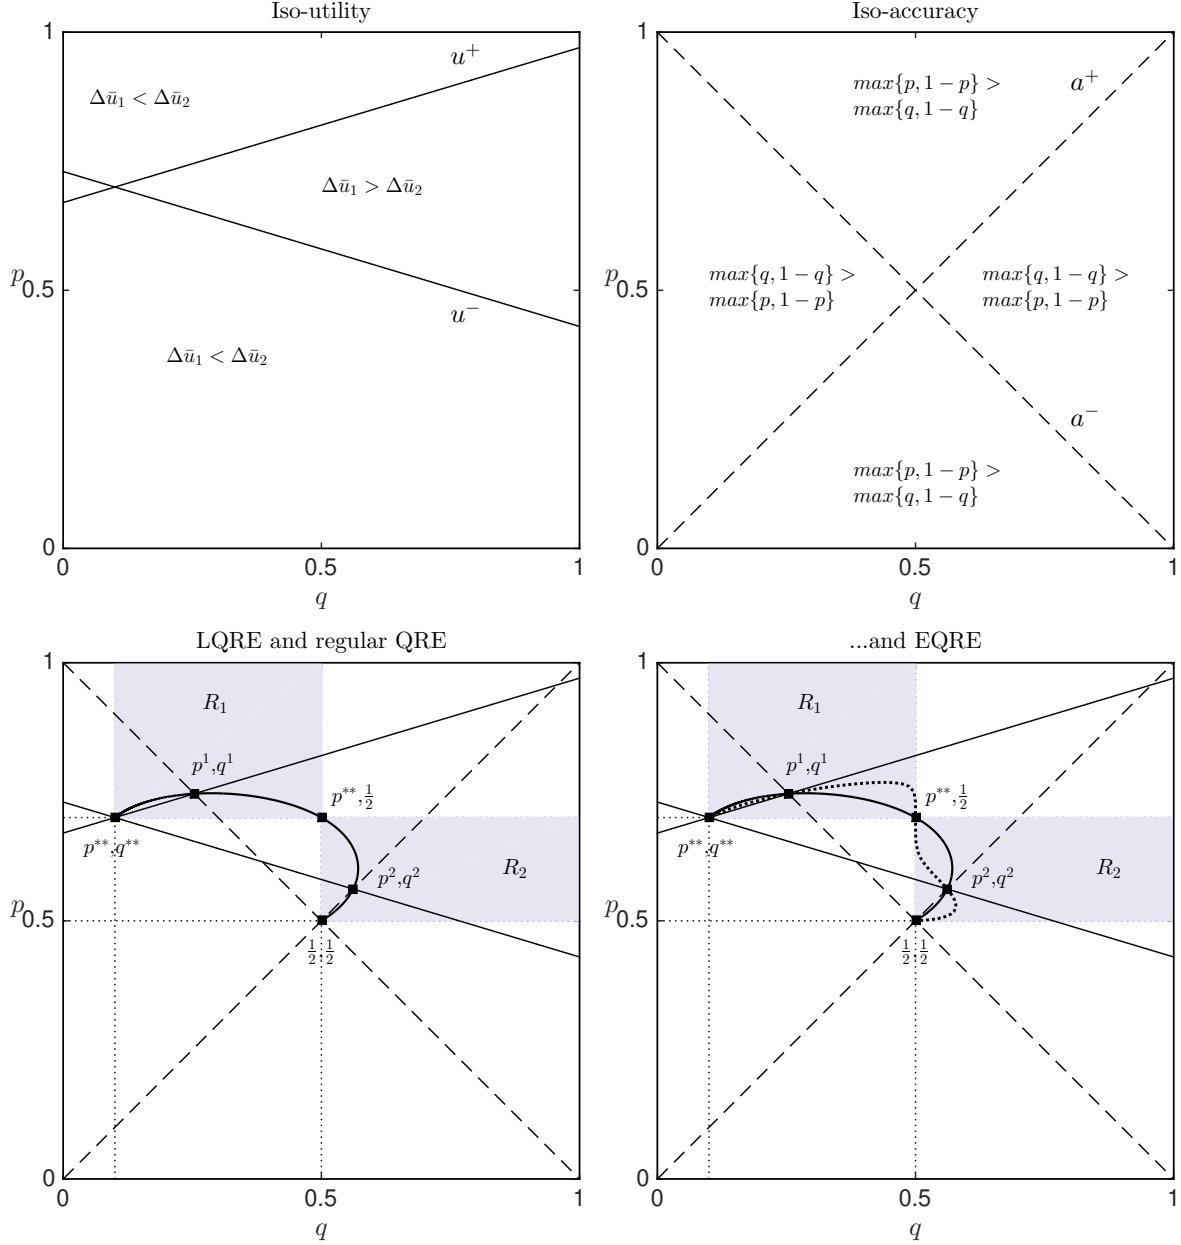 Iso-utility
1
u⁺
Δū₁ < Δū₂
Δū₁ > Δū₂
p
0.5
u⁻
Δū₁ < Δū₂
0
0 0.5 1
q
Iso-accuracy
1
max{p, 1 − p} >
max{q, 1 − q}
a⁺
max{q, 1 − q} >
max{p, 1 − p}
max{q, 1 − q} >
max{p, 1 − p}
p
0.5
a⁻
max{p, 1 − p} >
max{q, 1 − q}
0
0 0.5 1
q
LQRE and regular QRE
1
R₁
p¹,q¹
p**,½
p**,q**
p²,q²
R₂
p
0.5
½,½
0
0 0.5 1
q
...and EQRE
1
R₁
p¹,q¹
p**,½
p**,q**
p²,q²
R₂
p
0.5
½,½
0
0 0.5 1
q